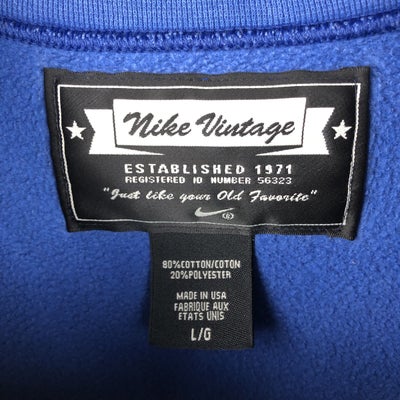 Nike Vintage
ESTABLISHED 1971
REGISTERED ID NUMBER 56323
"Just like your Old Favorite"
®
80%COTTON/COTON
20%POLYESTER
MADE IN USA
FABRIQUE AUX
ETATS UNIS
L/G